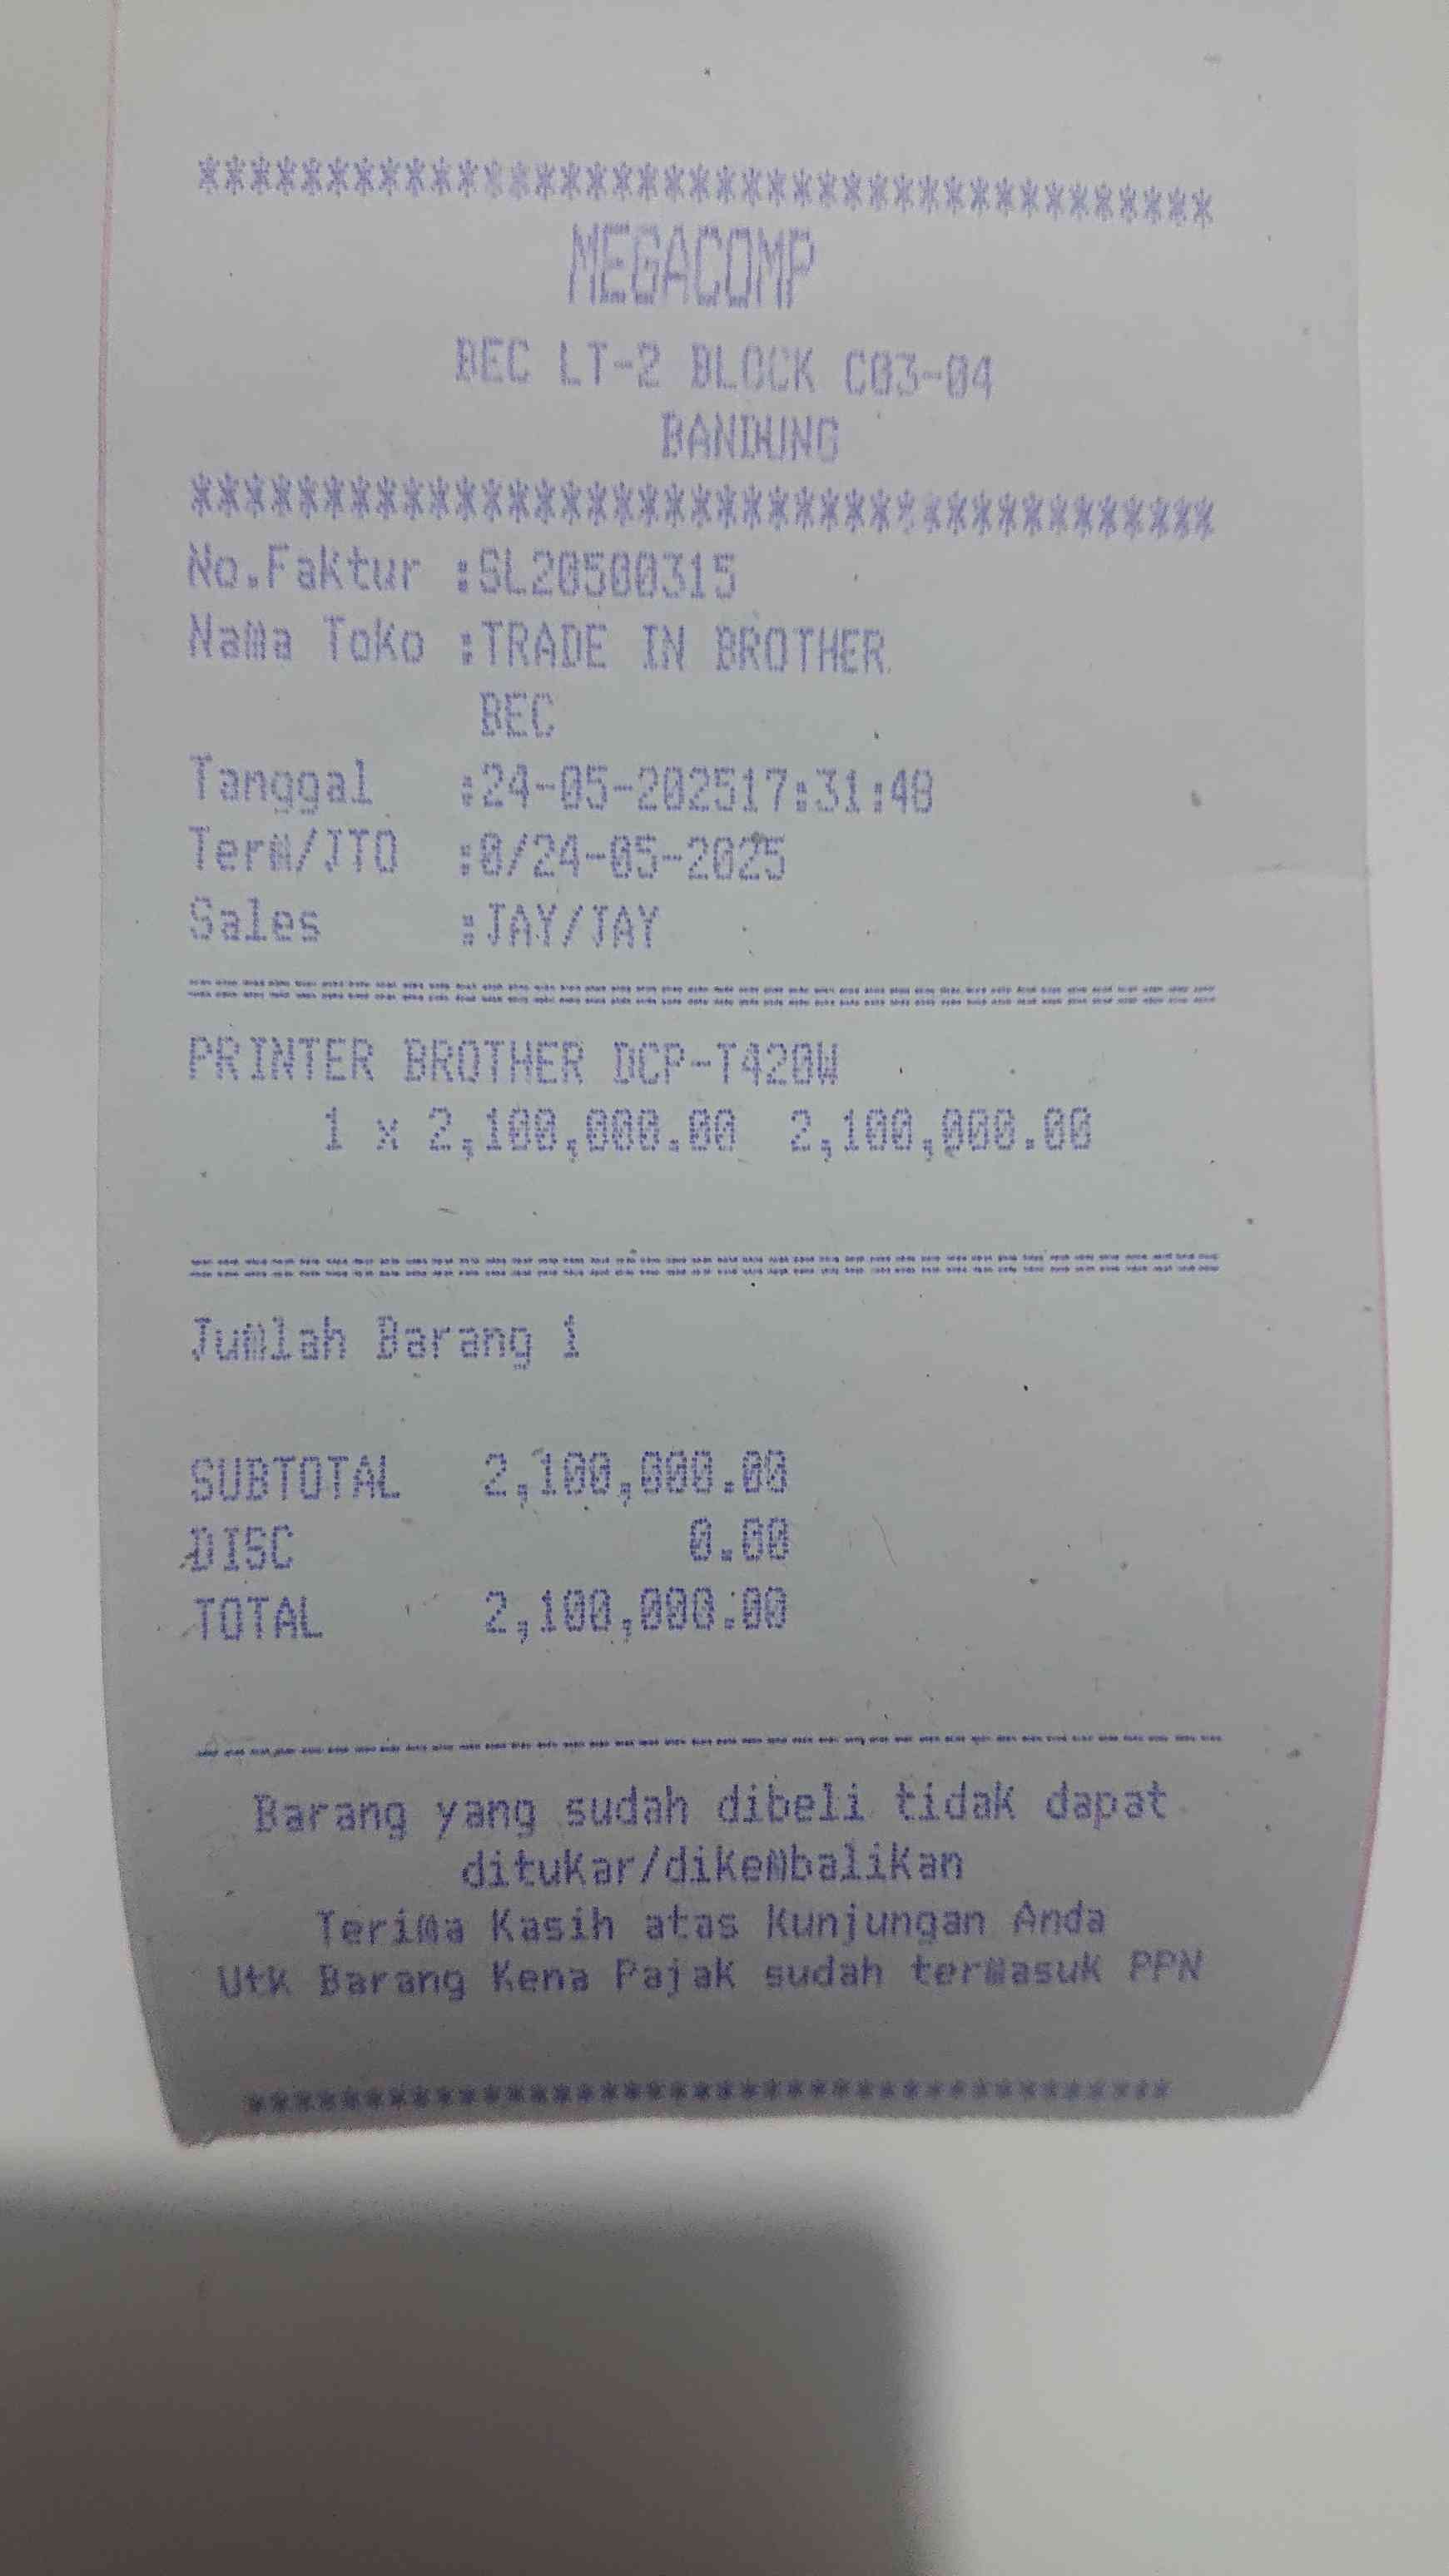 ***************************************
MEGACOMP
BEC LT-2 BLOCK C03-04
BANDUNG
***************************************
No.Faktur :SL20500315
Nama Toko :TRADE IN BROTHER
BEC
Tanggal :24-05-202517:31:48
Term/JTO :0/24-05-2025
Sales :JAY/JAY
=======================================
PRINTER BROTHER DCP-T420W
1 x 2,100,000.00 2,100,000.00
=======================================
Jumlah Barang 1
SUBTOTAL 2,100,000.00
DISC 0.00
TOTAL 2,100,000.00
---------------------------------------
Barang yang sudah dibeli tidak dapat
ditukar/dikembalikan
Terima Kasih atas Kunjungan Anda
Utk Barang Kena Pajak sudah termasuk PPN
***************************************